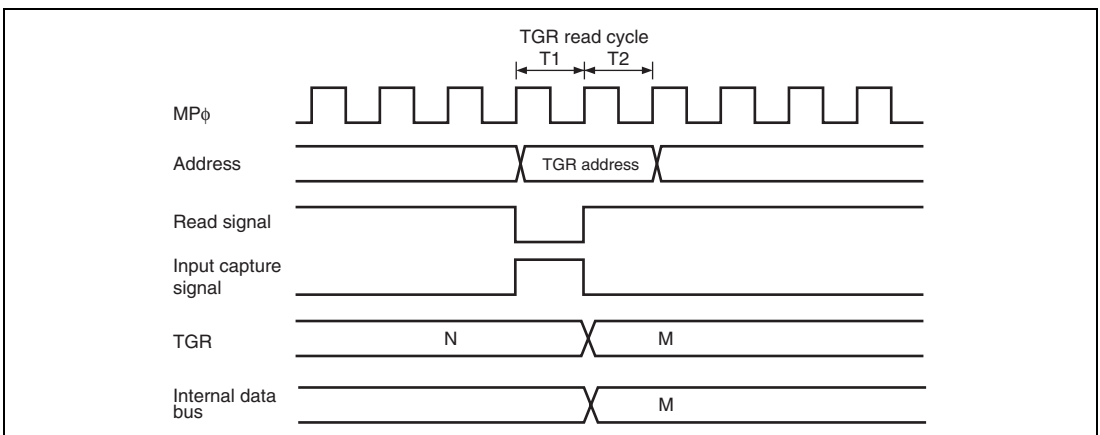 TGR read cycle
T1 T2
MPϕ
Address
TGR address
Read signal
Input capture
signal
TGR
N
M
Internal data
bus
M